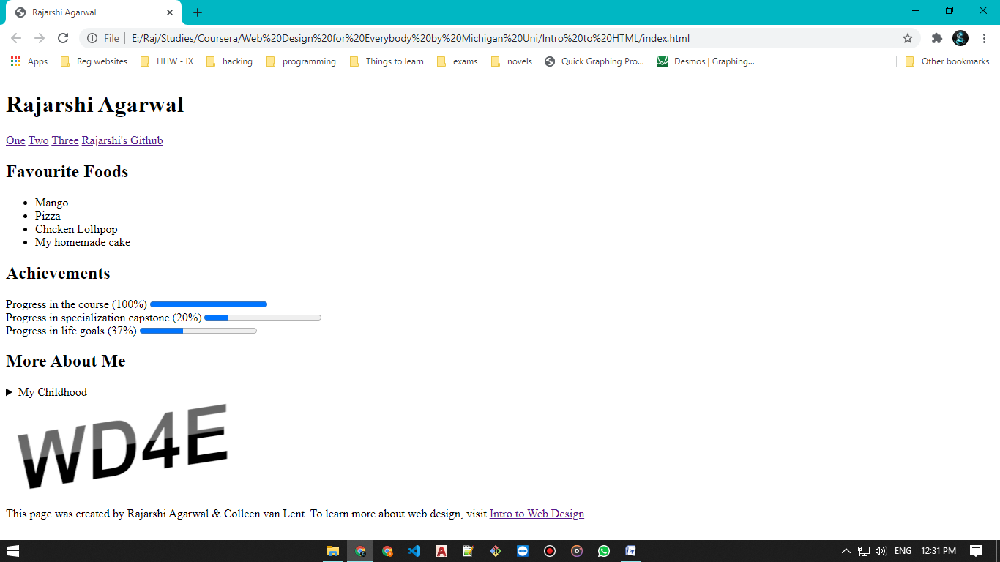 Rajarshi Agarwal
File
E:/Raj/Studies/Coursera/Web%20Design%20for%20Everybody%20by%20Michigan%20Uni/Intro%20to%20HTML/index.html
Apps Reg websites HHW - IX hacking programming Things to learn exams novels Quick Graphing Pro... Desmos | Graphing... Other bookmarks
Rajarshi Agarwal
One Two Three Rajarshi's Github
Favourite Foods
Mango
Pizza
Chicken Lollipop
My homemade cake
Achievements
Progress in the course (100%)
Progress in specialization capstone (20%)
Progress in life goals (37%)
More About Me
My Childhood
WD4E
This page was created by Rajarshi Agarwal & Colleen van Lent. To learn more about web design, visit Intro to Web Design
ENG 12:31 PM